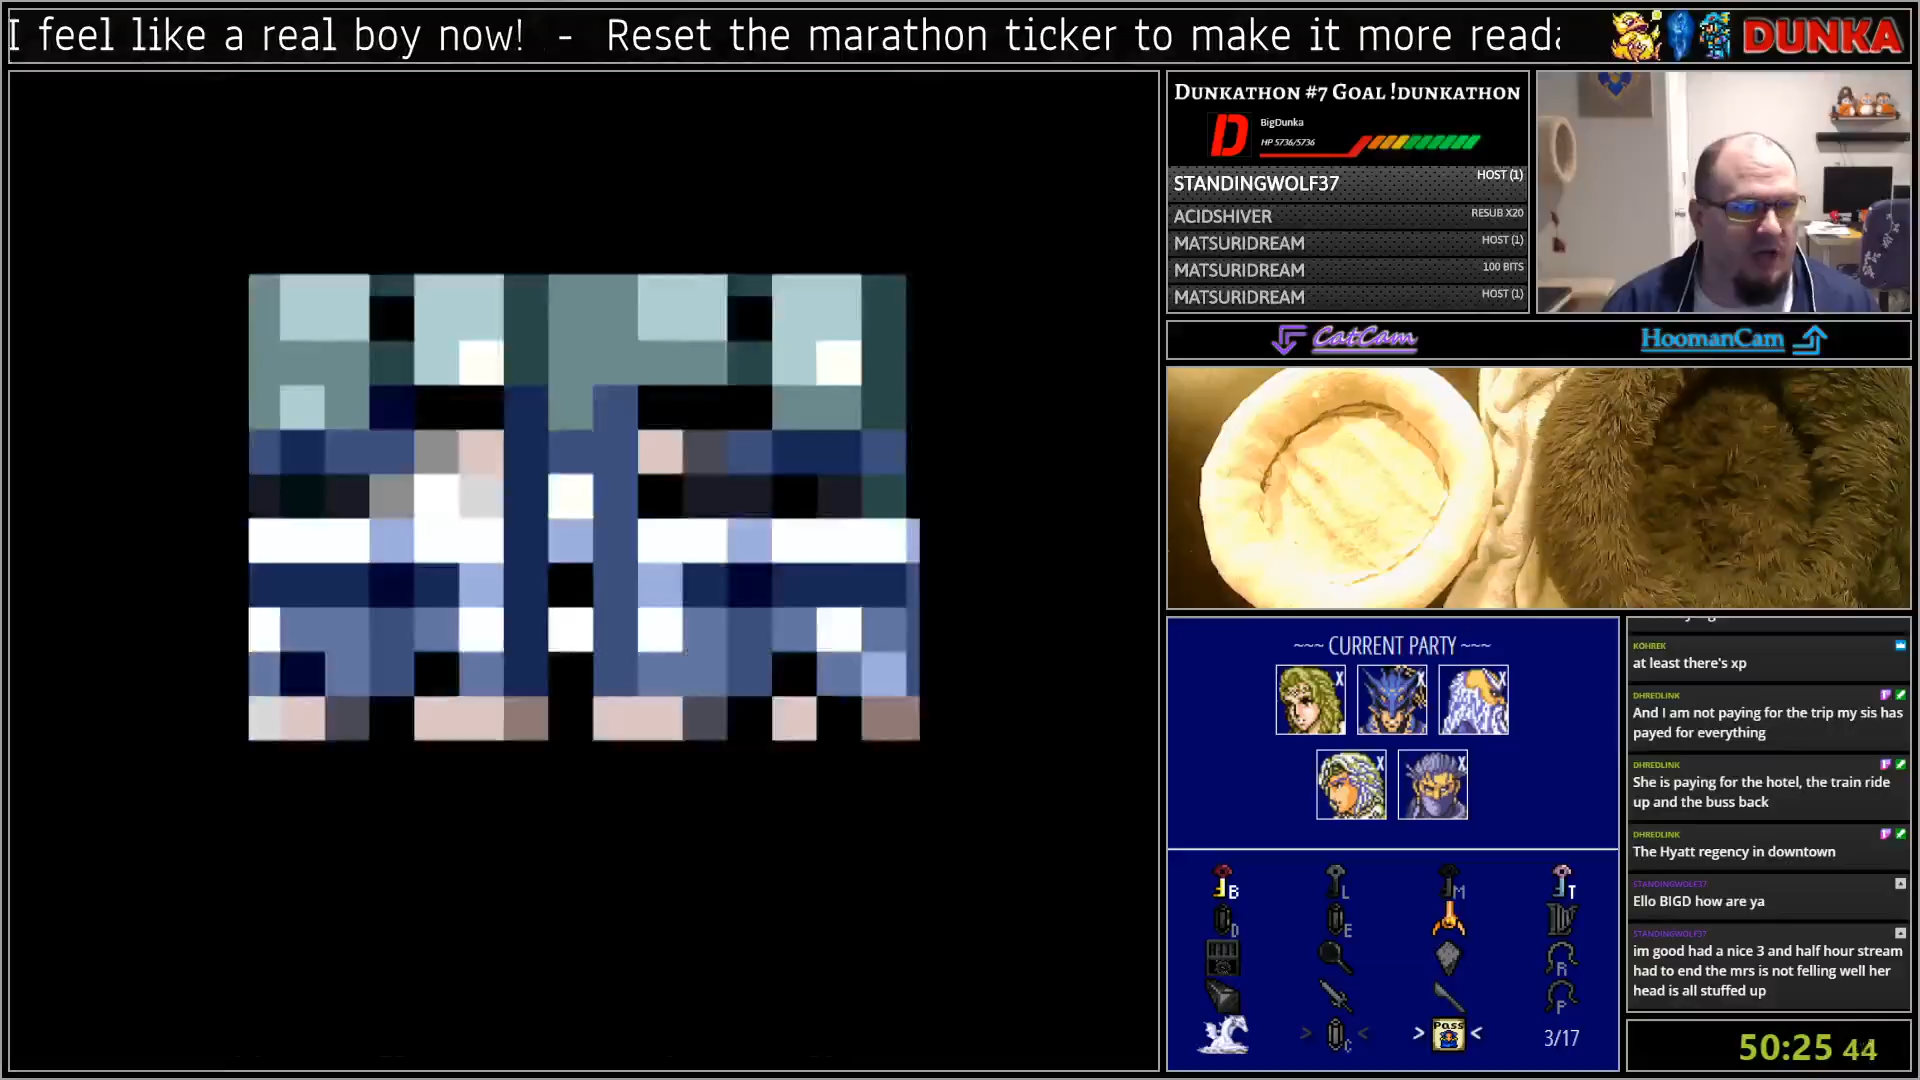 I feel like a real boy now!  -  Reset the marathon ticker to make it more reada
DUNKA
Dunkathon #7 Goal !dunkathon
D
BigDunka
HP 5736/5736
STANDINGWOLF37 HOST (1)
ACIDSHIVER RESUB X20
MATSURIDREAM HOST (1)
MATSURIDREAM 100 BITS
MATSURIDREAM HOST (1)
CatCam
HoomanCam
~~~ CURRENT PARTY ~~~
X X X
X X
B L M T
D E
R
P
> C < > Pass < 3/17
KOHREK
at least there's xp
DHREDLINK
And I am not paying for the trip my sis has
payed for everything
DHREDLINK
She is paying for the hotel, the train ride
up and the buss back
DHREDLINK
The Hyatt regency in downtown
STANDINGWOLF37
Ello BIGD how are ya
STANDINGWOLF37
im good had a nice 3 and half hour stream
had to end the mrs is not felling well her
head is all stuffed up
50:25 44